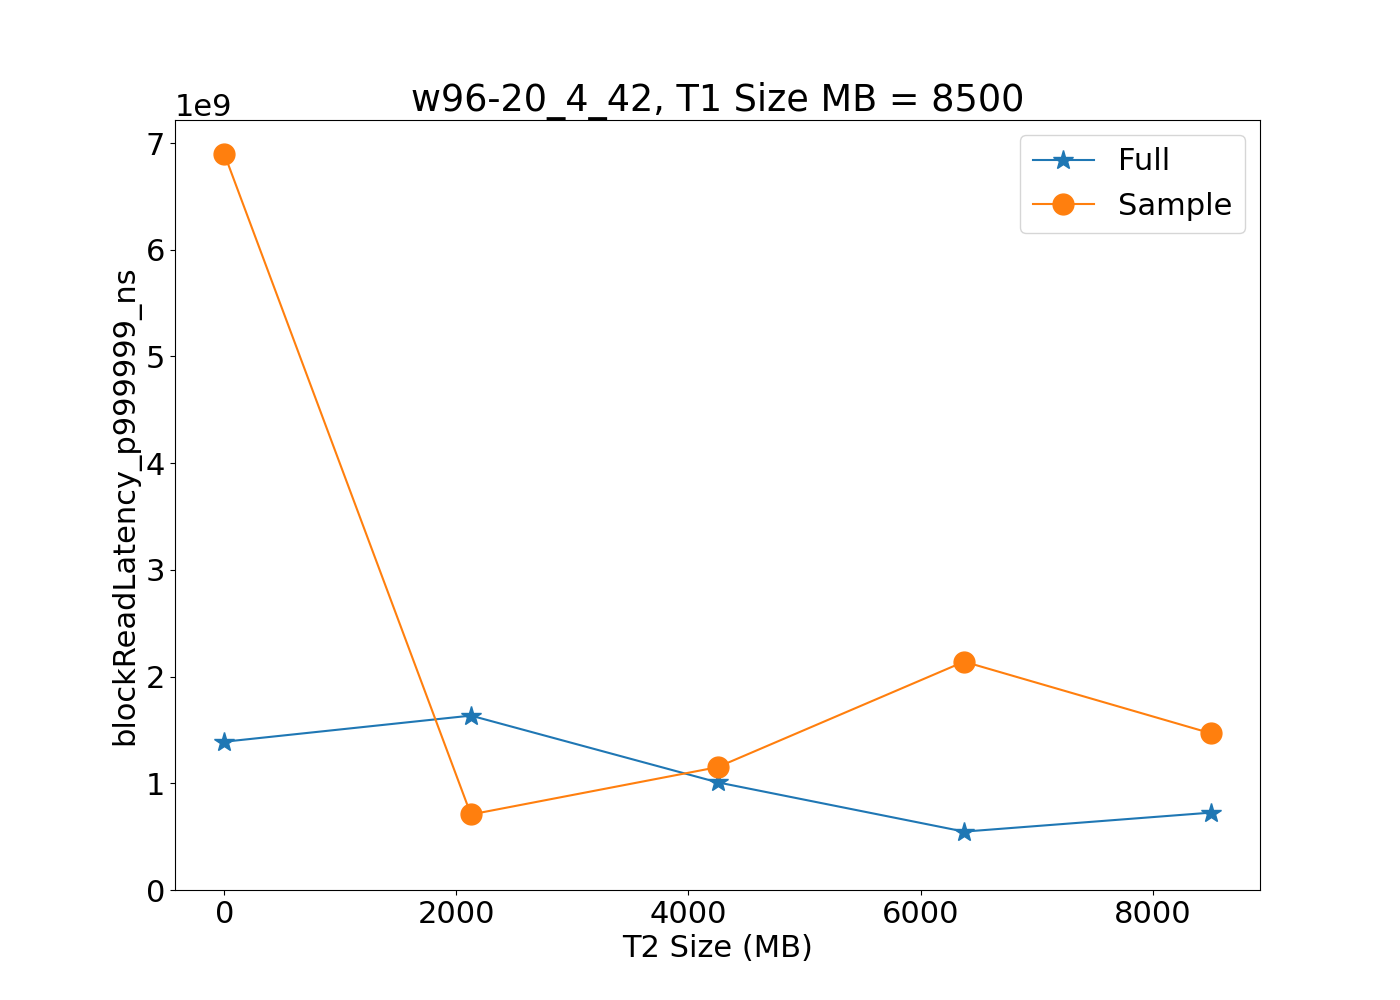 w96-20_4_42, T1 Size MB = 8500
1e9
7
6
5
4
3
2
1
0
blockReadLatency_p999999_ns
Full
Sample
0 2000 4000 6000 8000
T2 Size (MB)